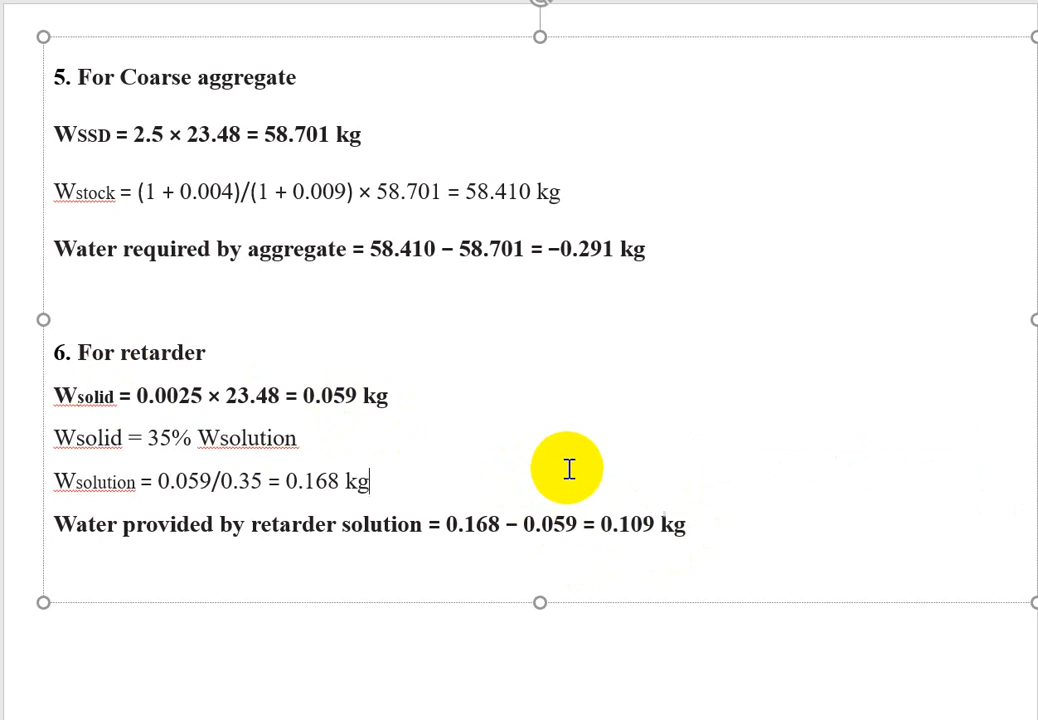 5. For Coarse aggregate
WSSD = 2.5 × 23.48 = 58.701 kg
Wstock = (1 + 0.004)/(1 + 0.009) × 58.701 = 58.410 kg
Water required by aggregate = 58.410 − 58.701 = −0.291 kg
6. For retarder
Wsolid = 0.0025 × 23.48 = 0.059 kg
Wsolid = 35% Wsolution
Wsolution = 0.059/0.35 = 0.168 kg
Water provided by retarder solution = 0.168 − 0.059 = 0.109 kg